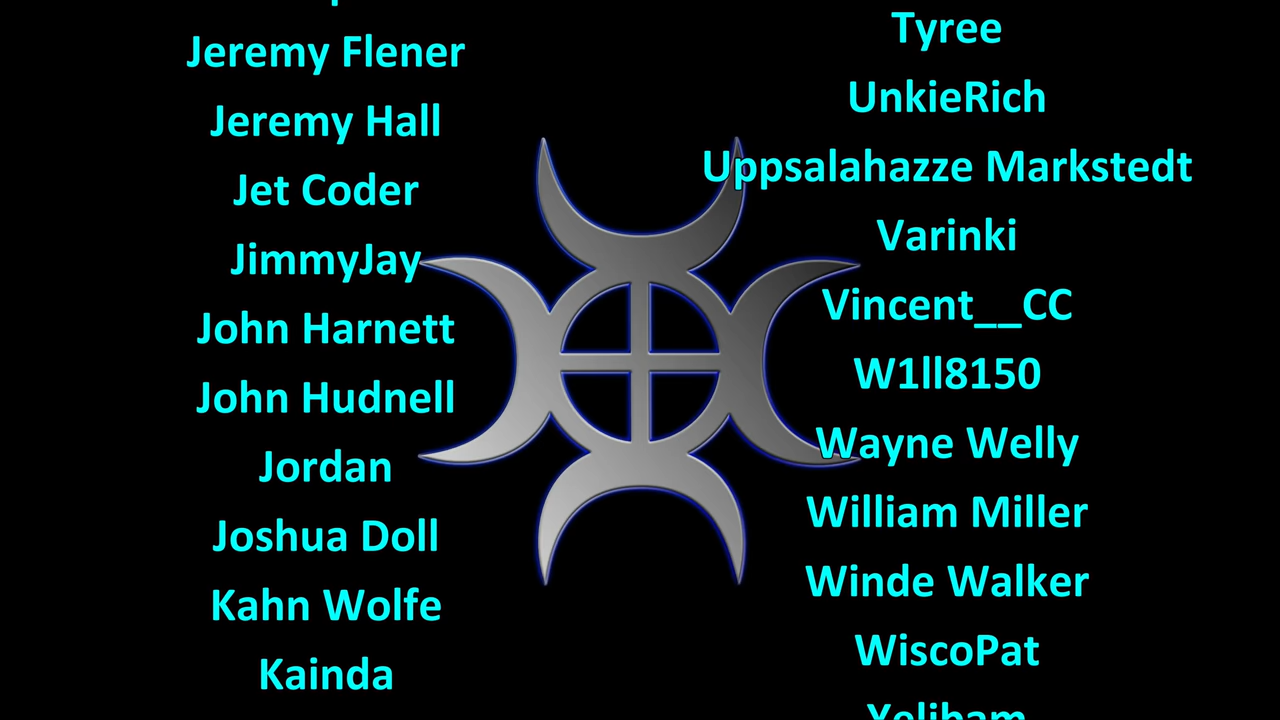 Jeremy Flener
Jeremy Hall
Jet Coder
JimmyJay
John Harnett
John Hudnell
Jordan
Joshua Doll
Kahn Wolfe
Kainda
Tyree
UnkieRich
Uppsalahazze Markstedt
Varinki
Vincent__CC
W1ll8150
Wayne Welly
William Miller
Winde Walker
WiscoPat